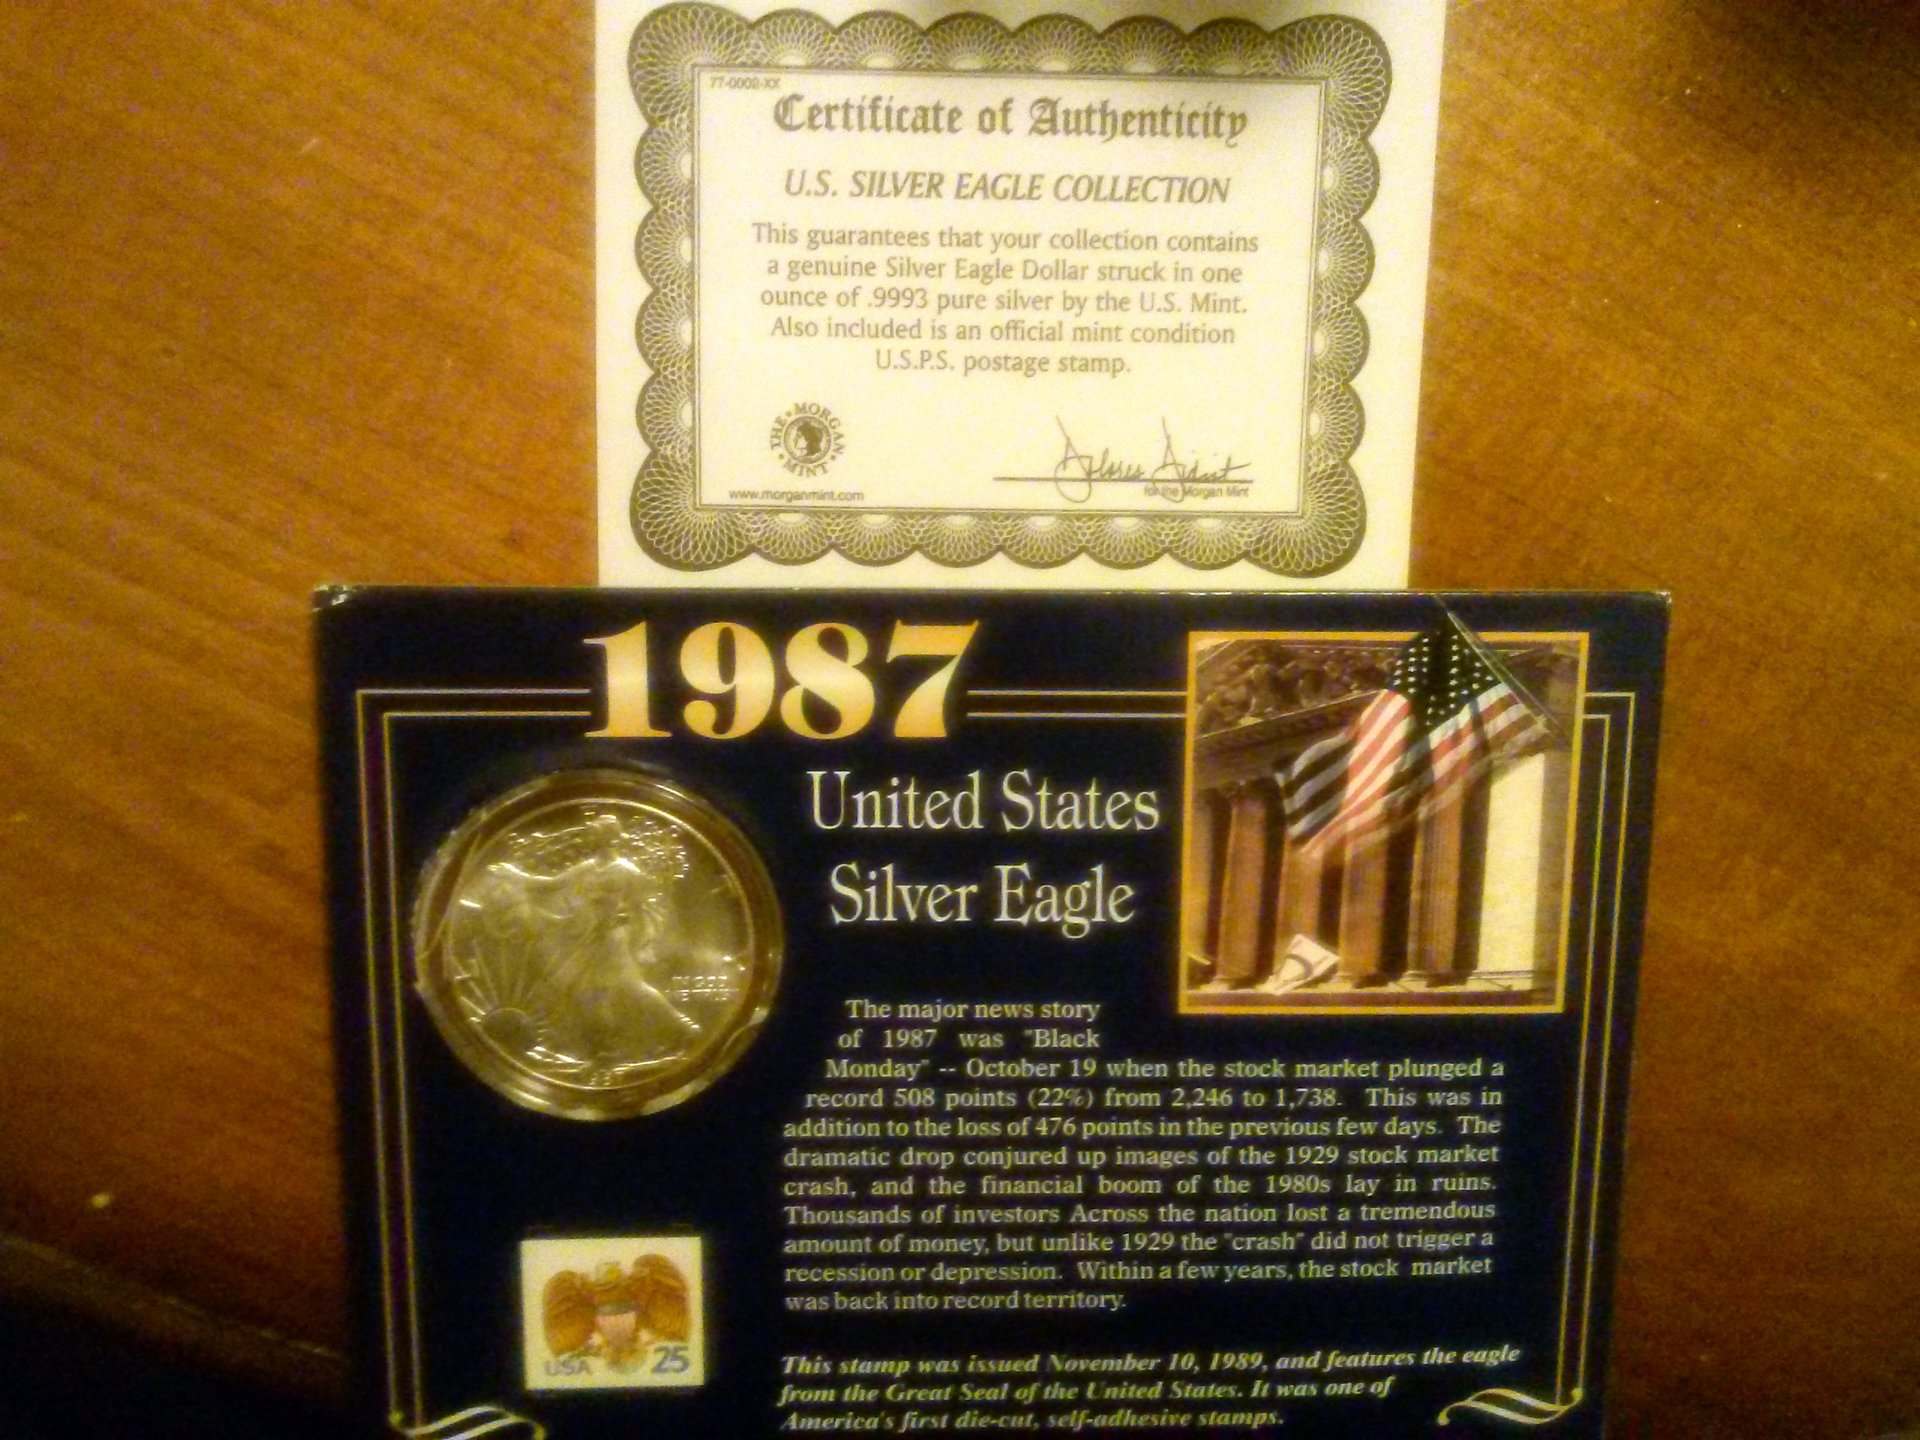 77-0002-XX
Certificate of Authenticity
U.S. SILVER EAGLE COLLECTION
This guarantees that your collection contains
a genuine Silver Eagle Dollar struck in one
ounce of .9993 pure silver by the U.S. Mint.
Also included is an official mint condition
U.S.P.S. postage stamp.
THE MORGAN MINT
www.morganmint.com
for the Morgan Mint
1987
United States
Silver Eagle
The major news story
of 1987 was "Black
Monday" -- October 19 when the stock market plunged a
record 508 points (22%) from 2,246 to 1,738. This was in
addition to the loss of 476 points in the previous few days. The
dramatic drop conjured up images of the 1929 stock market
crash, and the financial boom of the 1980s lay in ruins.
Thousands of investors Across the nation lost a tremendous
amount of money, but unlike 1929 the "crash" did not trigger a
recession or depression. Within a few years, the stock market
was back into record territory.
USA 25
This stamp was issued November 10, 1989, and features the eagle
from the Great Seal of the United States. It was one of
America's first die-cut, self-adhesive stamps.